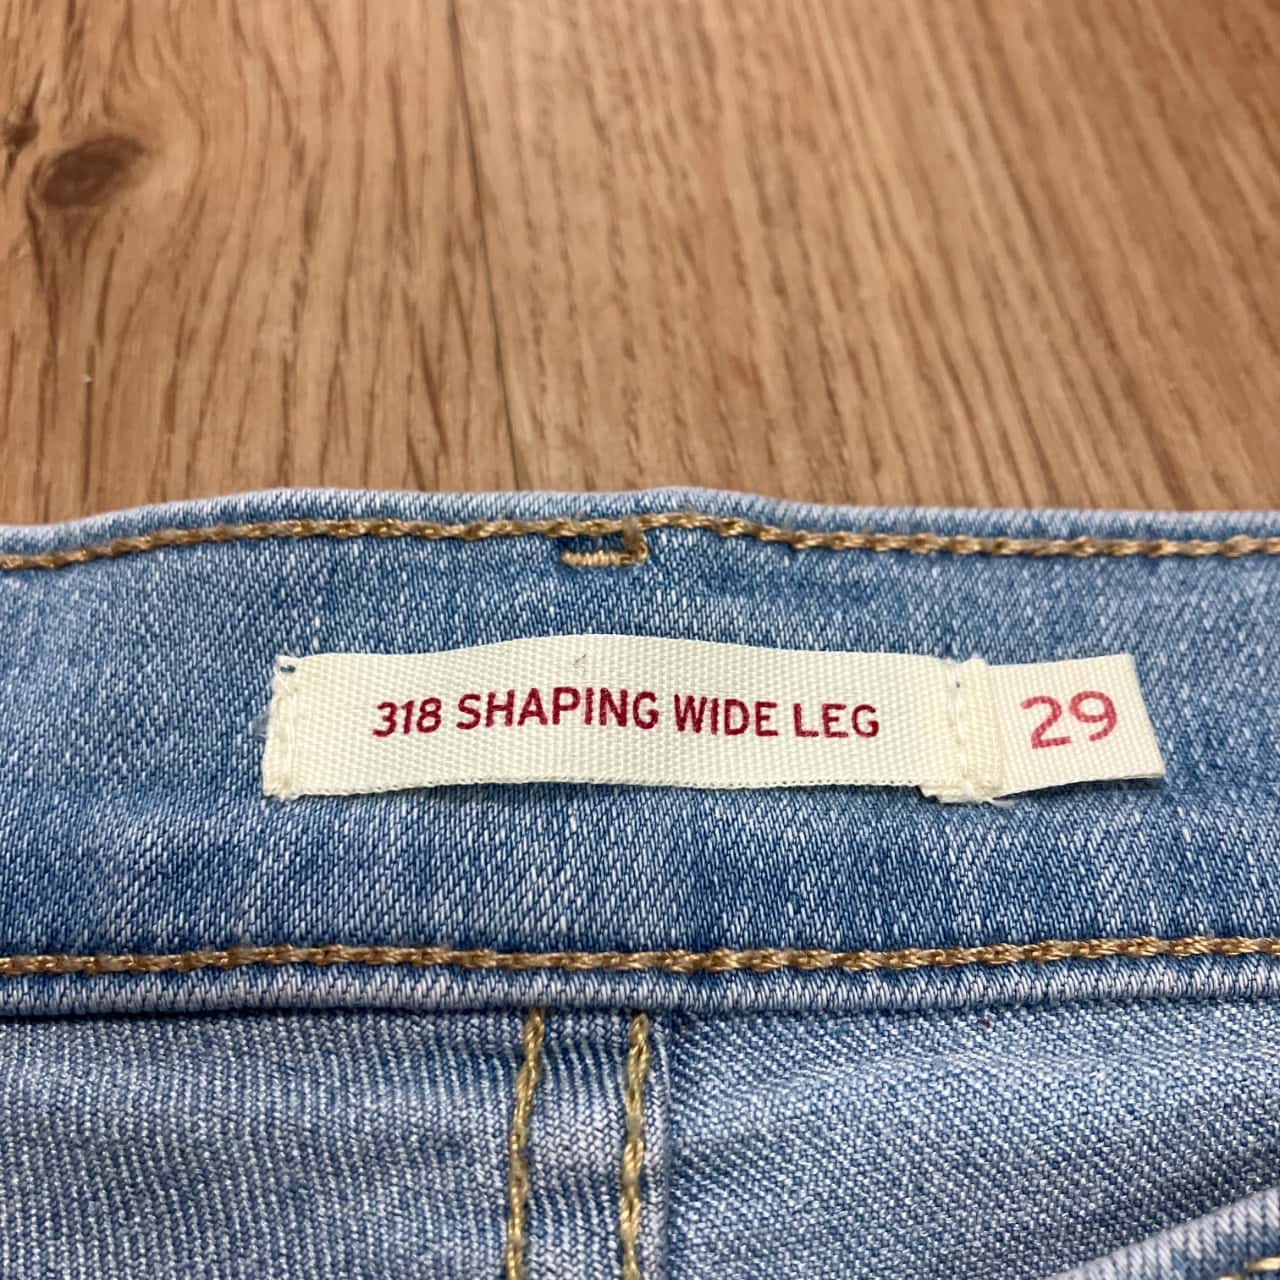 318 SHAPING WIDE LEG 29